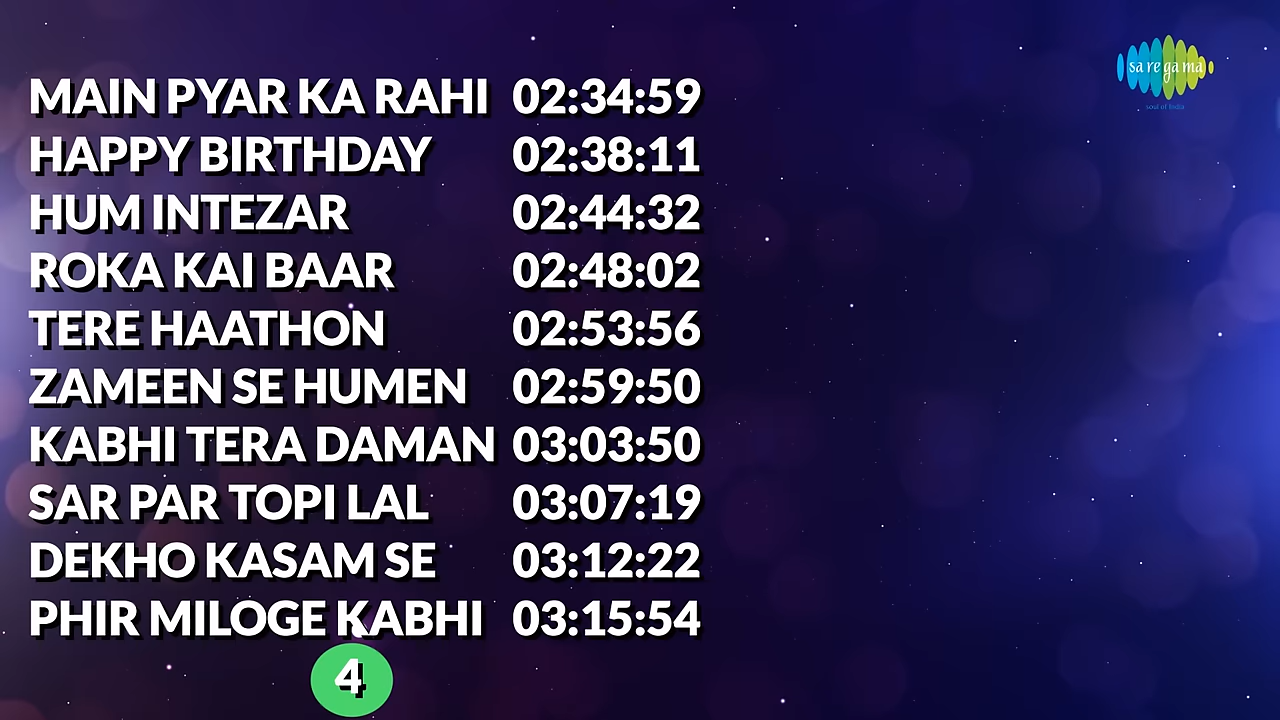 sa re ga ma
soul of India
MAIN PYAR KA RAHI 02:34:59
HAPPY BIRTHDAY 02:38:11
HUM INTEZAR 02:44:32
ROKA KAI BAAR 02:48:02
TERE HAATHON 02:53:56
ZAMEEN SE HUMEN 02:59:50
KABHI TERA DAMAN 03:03:50
SAR PAR TOPI LAL 03:07:19
DEKHO KASAM SE 03:12:22
PHIR MILOGE KABHI 03:15:54
4